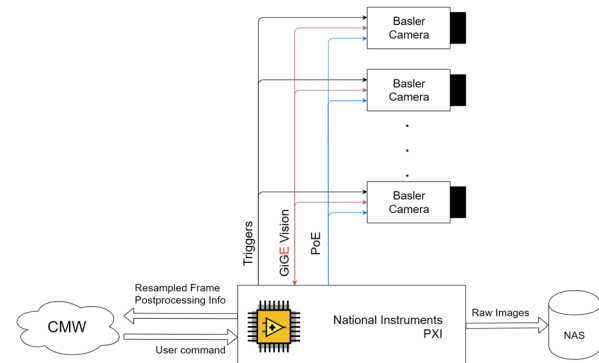 Basler
Camera
Basler
Camera
Basler
Camera
Triggers
GiGE Vision
PoE
Resampled Frame
Postprocessing Info
CMW
User command
National Instruments
PXI
Raw Images
NAS